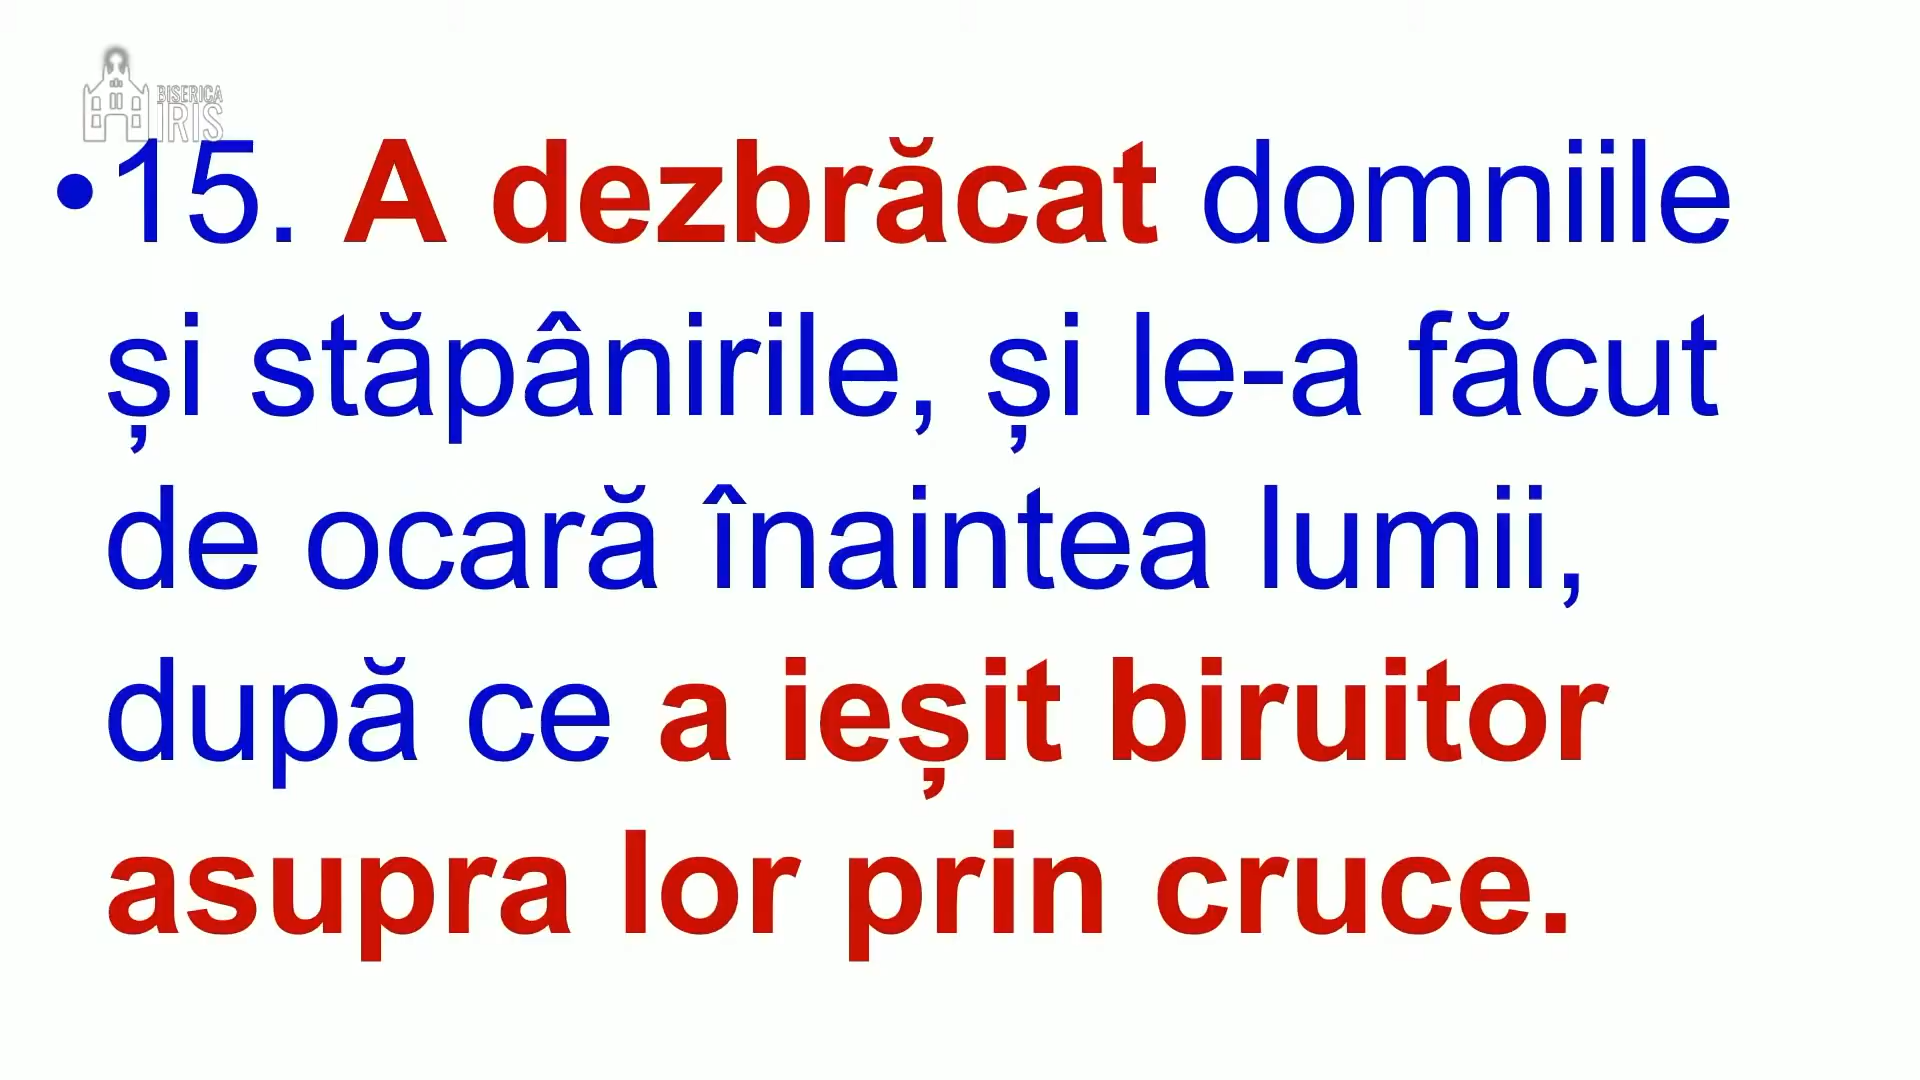 BISERICA
IRIS
•15. A dezbrăcat domniile
și stăpânirile, și le-a făcut
de ocară înaintea lumii,
după ce a ieșit biruitor
asupra lor prin cruce.